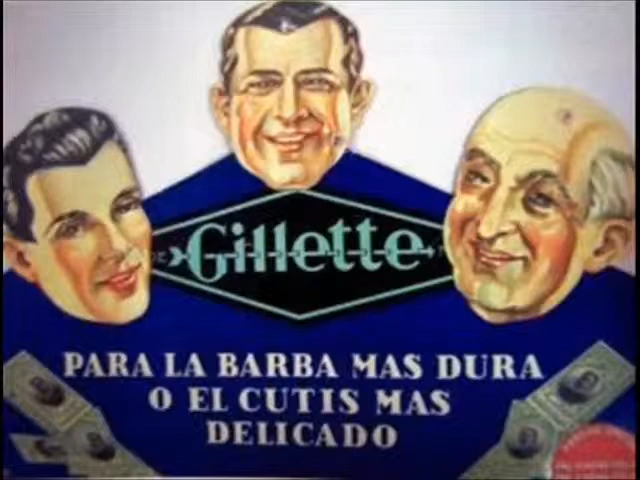 Gillette
PARA LA BARBA MAS DURA
O EL CUTIS MAS
DELICADO